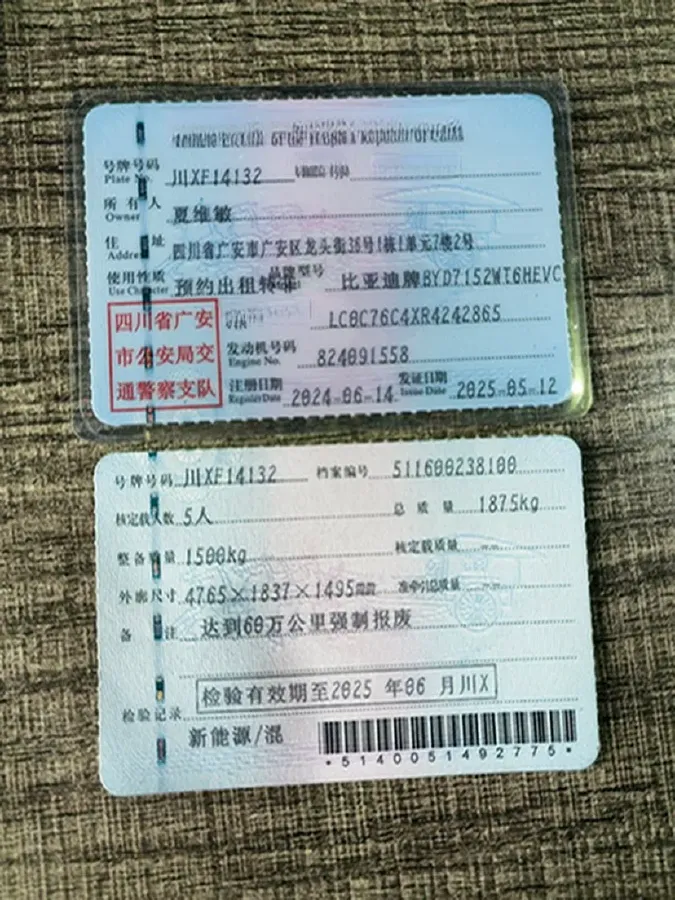 号牌号码 Plate No. 川XF14132
所有人 Owner 夏维敏
住址 Address 四川省广安市广安区龙头街36号1栋1单元7楼2号
使用性质 Use Character 预约出租转非 品牌型号 比亚迪牌BYD7152WT6HEVC
四川省广安 VIN LC0C76C4XR4242865
市公安局交 发动机号码 Engine No. 824091558
通警察支队 注册日期 Register Date 2024-06-14 发证日期 Issue Date 2025-05-12
号牌号码 川XF14132 档案编号 511600238100
核定载人数 5人 总质量 1875kg
整备质量 1500kg 核定载质量 --
外廓尺寸 4765×1837×1495mm 准牵引总质量 --
备注 达到60万公里强制报废
检验有效期至2025 年06 月川X
检验记录
新能源/混
*5140051492775*